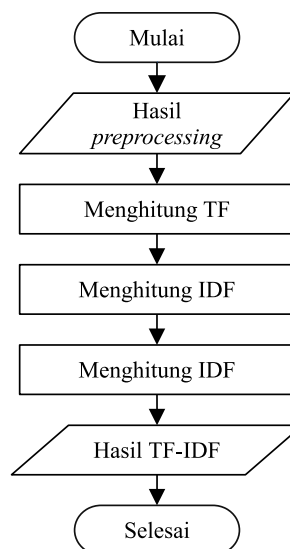 Mulai
Hasil
preprocessing
Menghitung TF
Menghitung IDF
Menghitung IDF
Hasil TF-IDF
Selesai